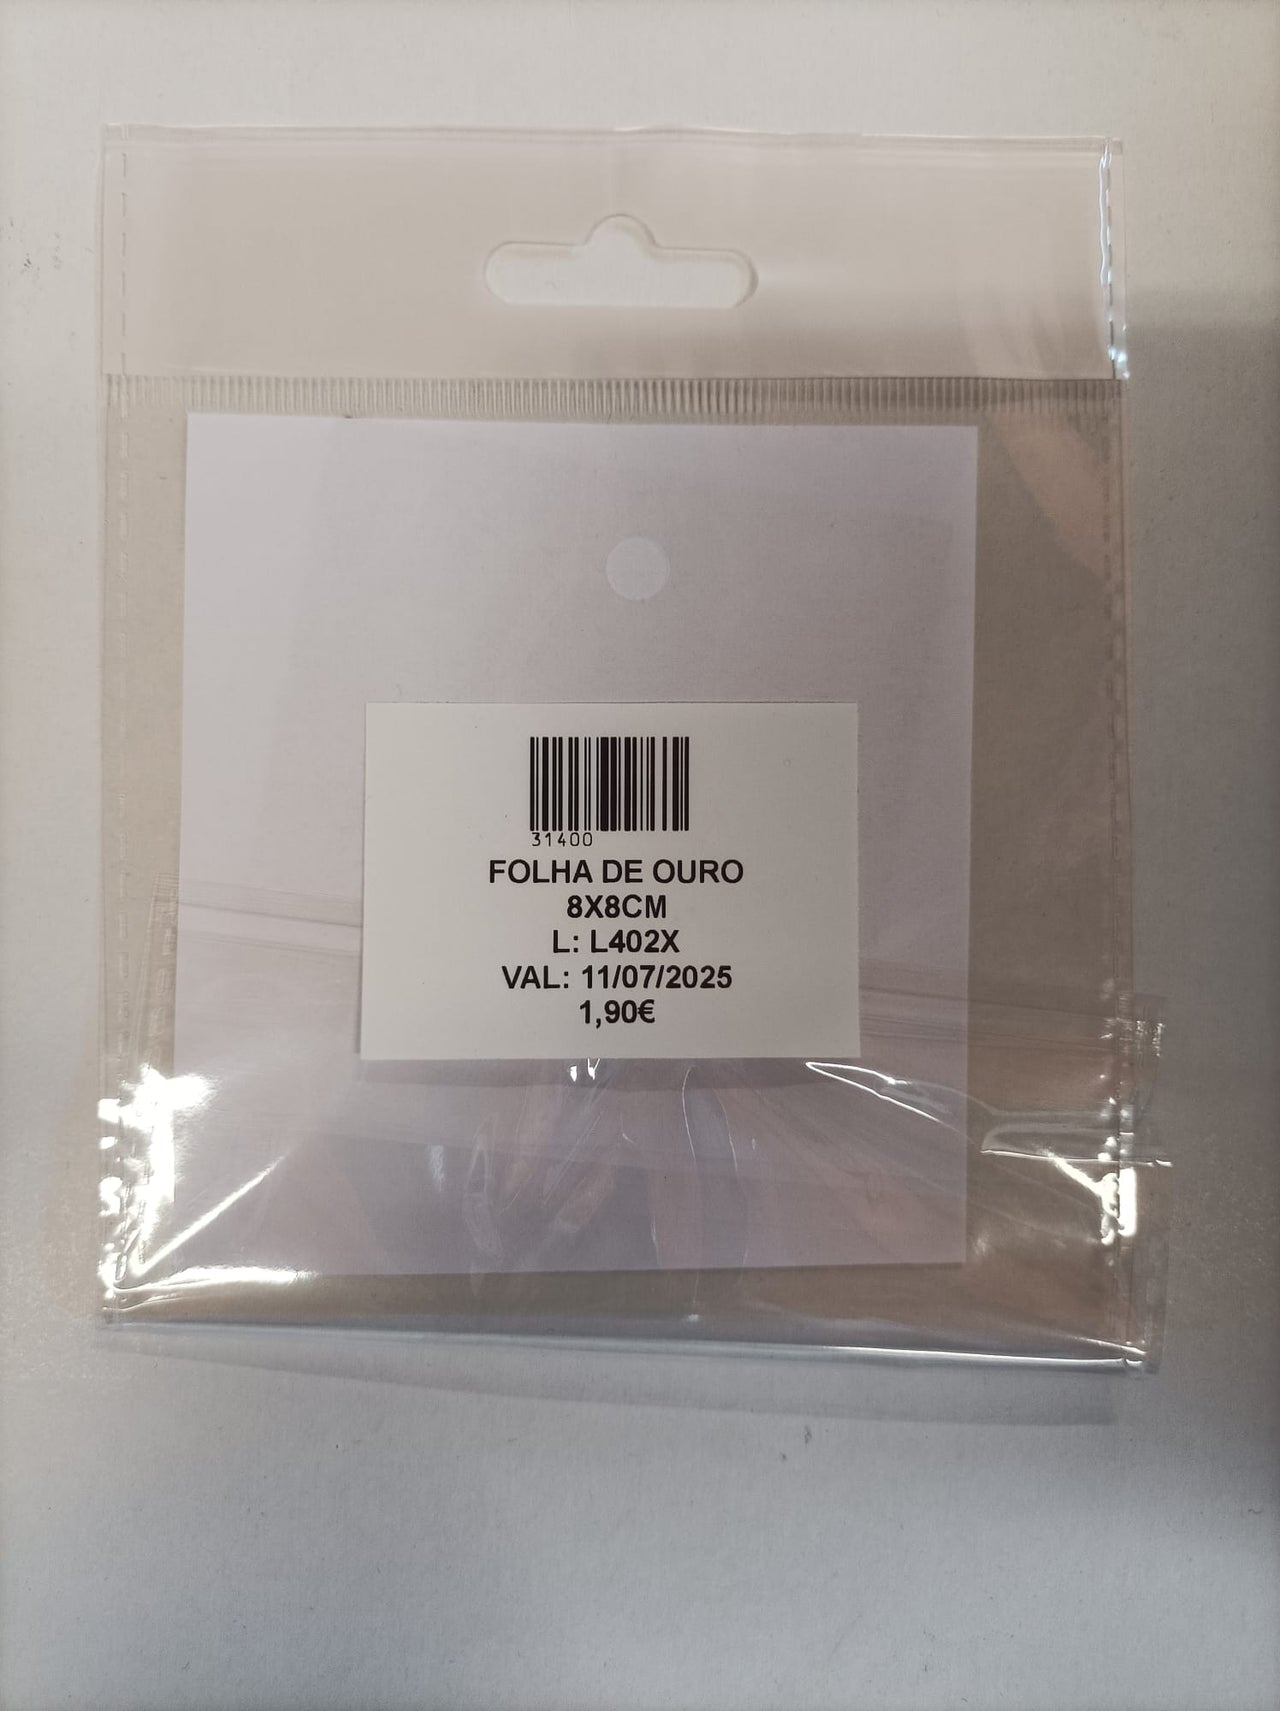 31400
FOLHA DE OURO
8X8CM
L: L402X
VAL: 11/07/2025
1,90€